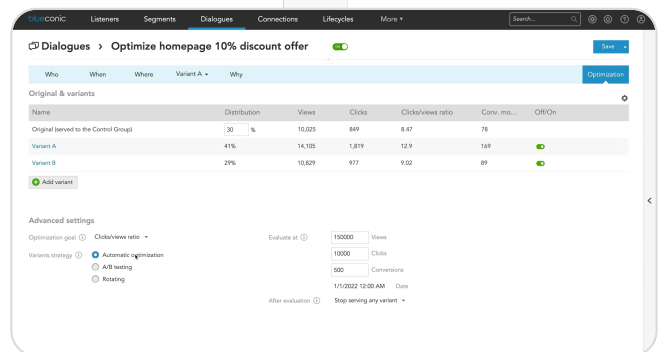 blueconic Listeners Segments Dialogues Connections Lifecycles More Search...
Dialogues > Optimize homepage 10% discount offer ON Save
Who When Where Variant A Why Optimization
Original & variants
Name Distribution Views Clicks Clicks/views ratio Conv. mo... Off/On
Original (served to the Control Group) 30 % 10,025 849 8.47 78
Variant A 41% 14,105 1,819 12.9 169
Variant B 29% 10,829 977 9.02 89
Add variant
Advanced settings
Optimization goal Clicks/views ratio Evaluate at 150000 Views
Variants strategy Automatic optimization 10000 Clicks
A/B testing 500 Conversions
Rotating 1/1/2022 12:00 AM Date
After evaluation Stop serving any variant